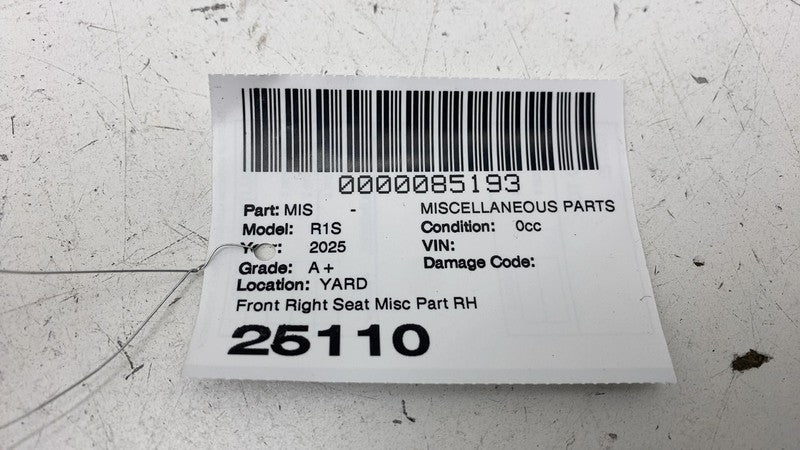 0000085193
Part: MIS - MISCELLANEOUS PARTS
Model: R1S Condition: 0cc
Year: 2025 VIN:
Grade: A+ Damage Code:
Location: YARD
Front Right Seat Misc Part RH
25110